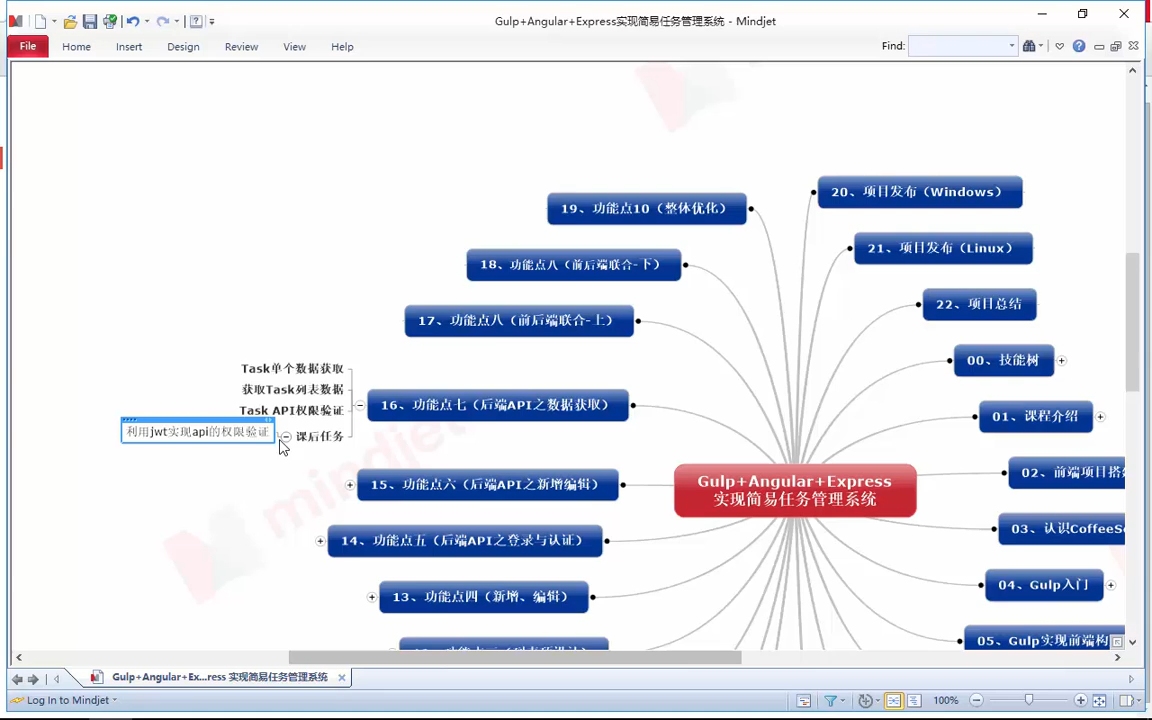 Gulp+Angular+Express实现简易任务管理系统 - Mindjet
File
Home
Insert
Design
Review
View
Help
Find:
19、功能点10（整体优化）
18、功能点八（前后端联合-下）
17、功能点八（前后端联合-上）
Task单个数据获取
获取Task列表数据
Task API权限验证
利用jwt实现api的权限验证
课后任务
16、功能点七（后端API之数据获取）
15、功能点六（后端API之新增编辑）
14、功能点五（后端API之登录与认证）
13、功能点四（新增、编辑）
Gulp+Angular+Express
实现简易任务管理系统
20、项目发布（Windows）
21、项目发布（Linux）
22、项目总结
00、技能树
01、课程介绍
02、前端项目搭
03、认识CoffeeS
04、Gulp入门
05、Gulp实现前端构
mindjet
Gulp+Angular+Ex...ress 实现简易任务管理系统
Log In to Mindjet
100%